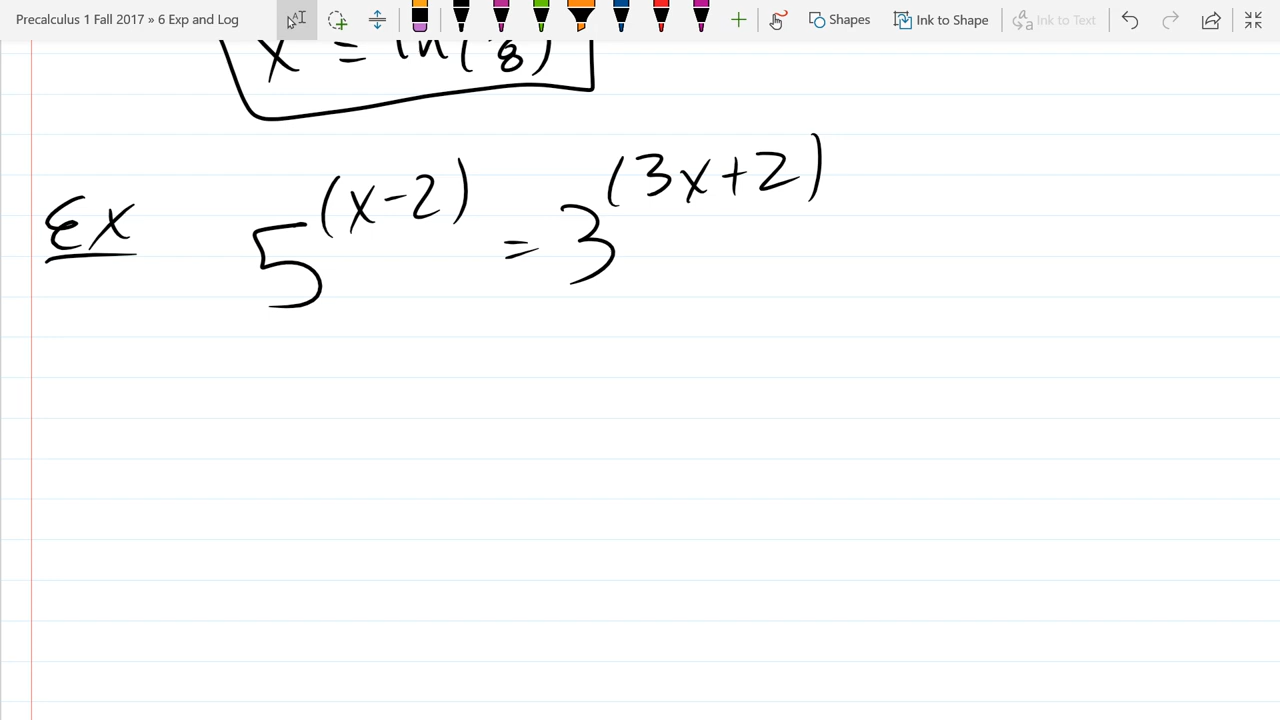 Precalculus 1 Fall 2017 » 6 Exp and Log
Shapes
Ink to Shape
Ink to Text
x = ln(7/8)
Ex 5^(x-2) = 3^(3x+2)